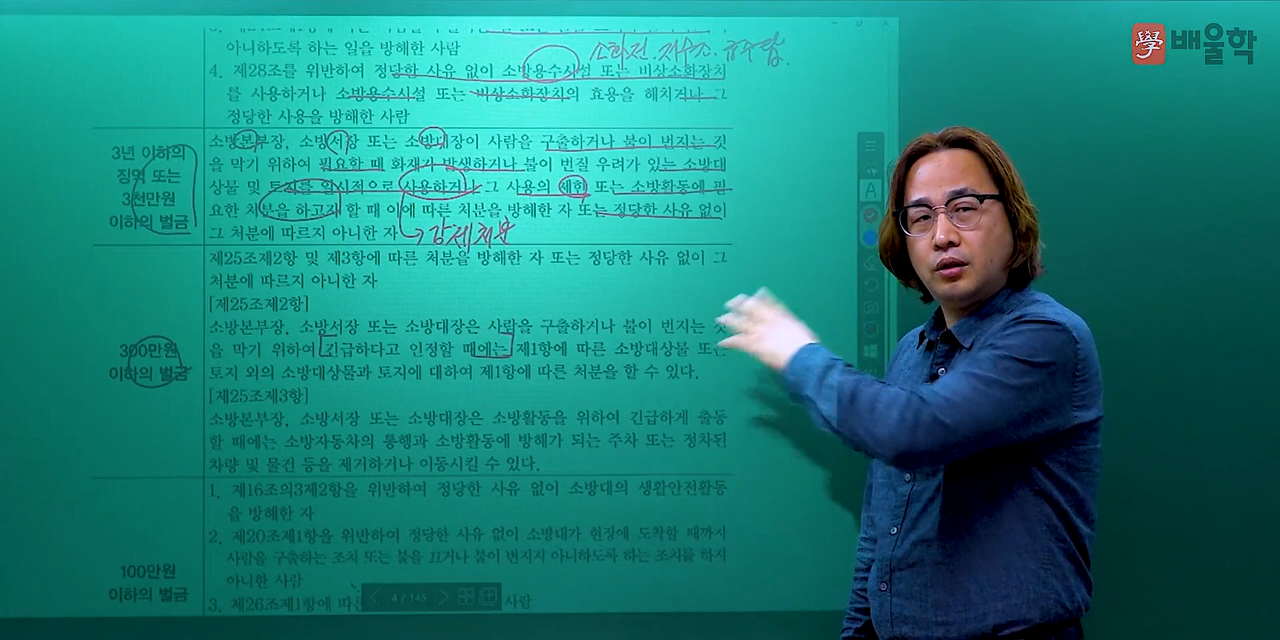 學 배울학
아니하도록 하는 일을 방해한 사람
소화전. 저수조. 급수탑.
4. 제28조를 위반하여 정당한 사유 없이 소방용수시설 또는 비상소화장치
를 사용하거나 소방용수시설 또는 비상소화장치의 효용을 해치거나 그
정당한 사용을 방해한 사람
3년 이하의
징역 또는
3천만원
이하의 벌금
소방본부장, 소방서장 또는 소방대장이 사람을 구출하거나 불이 번지는 것
을 막기 위하여 필요한 때 화재가 발생하거나 불이 번질 우려가 있는 소방대
상물 및 토지를 일시적으로 사용하거나 그 사용의 제한 또는 소방활동에 필
요한 처분을 하고자 할 때 이에 따른 처분을 방해한 자 또는 정당한 사유 없이
그 처분에 따르지 아니한 자
강제처분
300만원
이하의 벌금
제25조제2항 및 제3항에 따른 처분을 방해한 자 또는 정당한 사유 없이 그
처분에 따르지 아니한 자
[제25조제2항]
소방본부장, 소방서장 또는 소방대장은 사람을 구출하거나 불이 번지는 것
을 막기 위하여 긴급하다고 인정할 때에는 제1항에 따른 소방대상물 또는
토지 외의 소방대상물과 토지에 대하여 제1항에 따른 처분을 할 수 있다.
[제25조제3항]
소방본부장, 소방서장 또는 소방대장은 소방활동을 위하여 긴급하게 출동
할 때에는 소방자동차의 통행과 소방활동에 방해가 되는 주차 또는 정차된
차량 및 물건 등을 제거하거나 이동시킬 수 있다.
100만원
이하의 벌금
1. 제16조의3제2항을 위반하여 정당한 사유 없이 소방대의 생활안전활동
을 방해한 자
2. 제20조제1항을 위반하여 정당한 사유 없이 소방대가 현장에 도착할 때까지
사람을 구출하는 조치 또는 불을 끄거나 불이 번지지 아니하도록 하는 조치를 하지
아니한 사람
3. 제26조제1항에 따른 사람
4 / 145